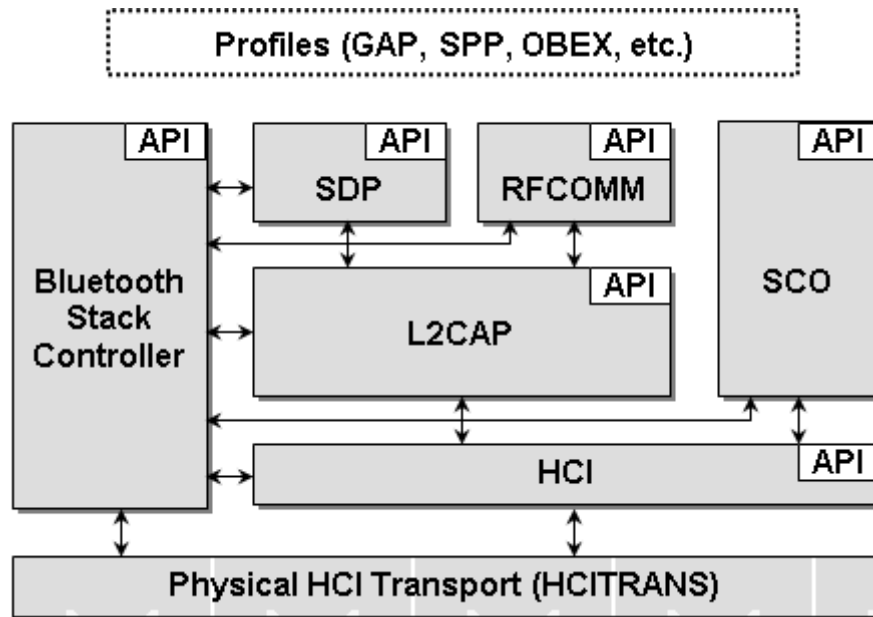 Profiles (GAP, SPP, OBEX, etc.)
API
API
API
API
SDP
RFCOMM
Bluetooth
Stack
Controller
API
L2CAP
SCO
HCI
API
Physical HCI Transport (HCITRANS)